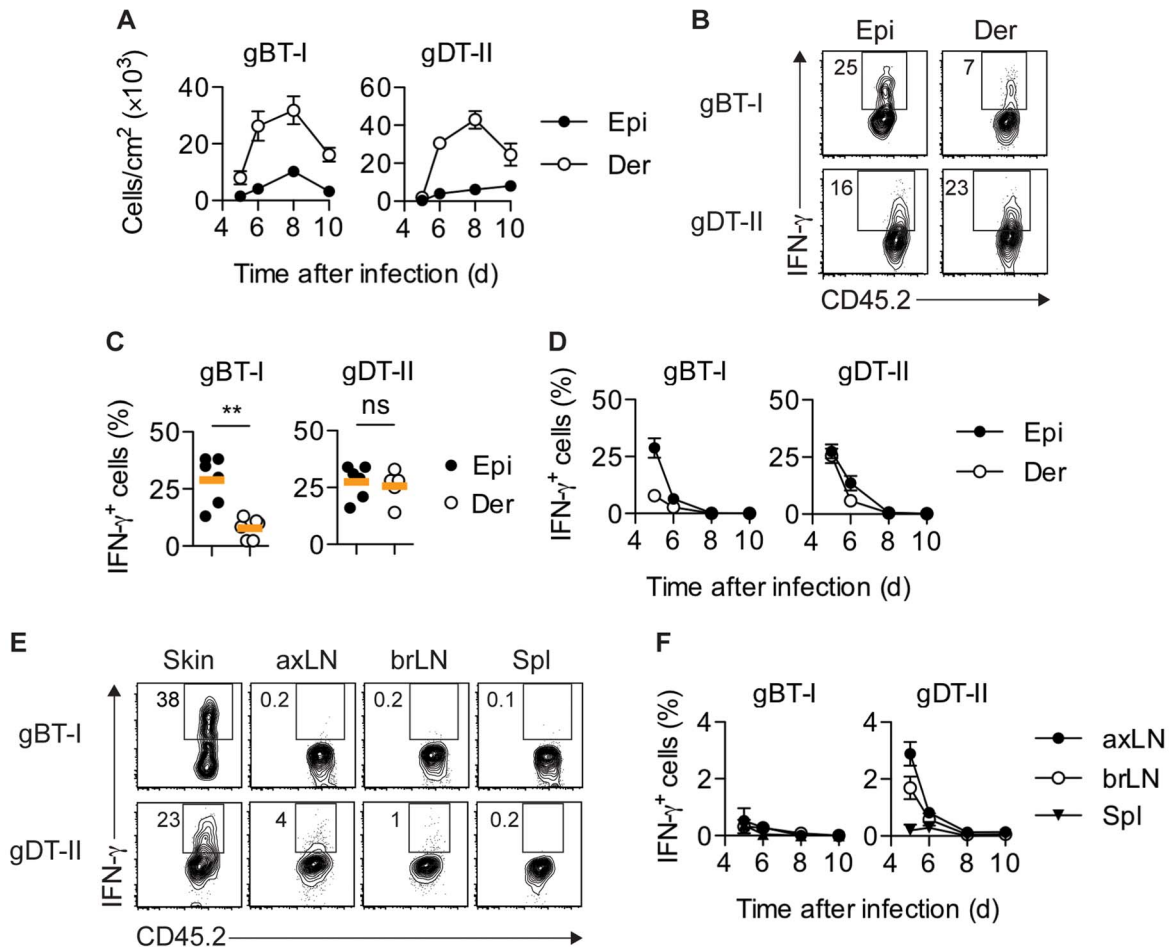 A
gBT-I
gDT-II
Cells/cm² (×10³)
40
20
0
4 6 8 10
60
40
20
0
4 6 8 10
Epi
Der
Time after infection (d)
B
Epi
Der
gBT-I
25
7
gDT-II
16
23
IFN-γ
CD45.2
C
gBT-I
gDT-II
IFN-γ⁺ cells (%)
**
ns
50
25
0
50
25
0
Epi
Der
D
gBT-I
gDT-II
IFN-γ⁺ cells (%)
50
25
0
4 6 8 10
50
25
0
4 6 8 10
Epi
Der
Time after infection (d)
E
Skin axLN brLN Spl
gBT-I
38 0.2 0.2 0.1
gDT-II
23 4 1 0.2
IFN-γ
CD45.2
F
gBT-I
gDT-II
IFN-γ⁺ cells (%)
4
2
0
4 6 8 10
4
2
0
4 6 8 10
axLN
brLN
Spl
Time after infection (d)